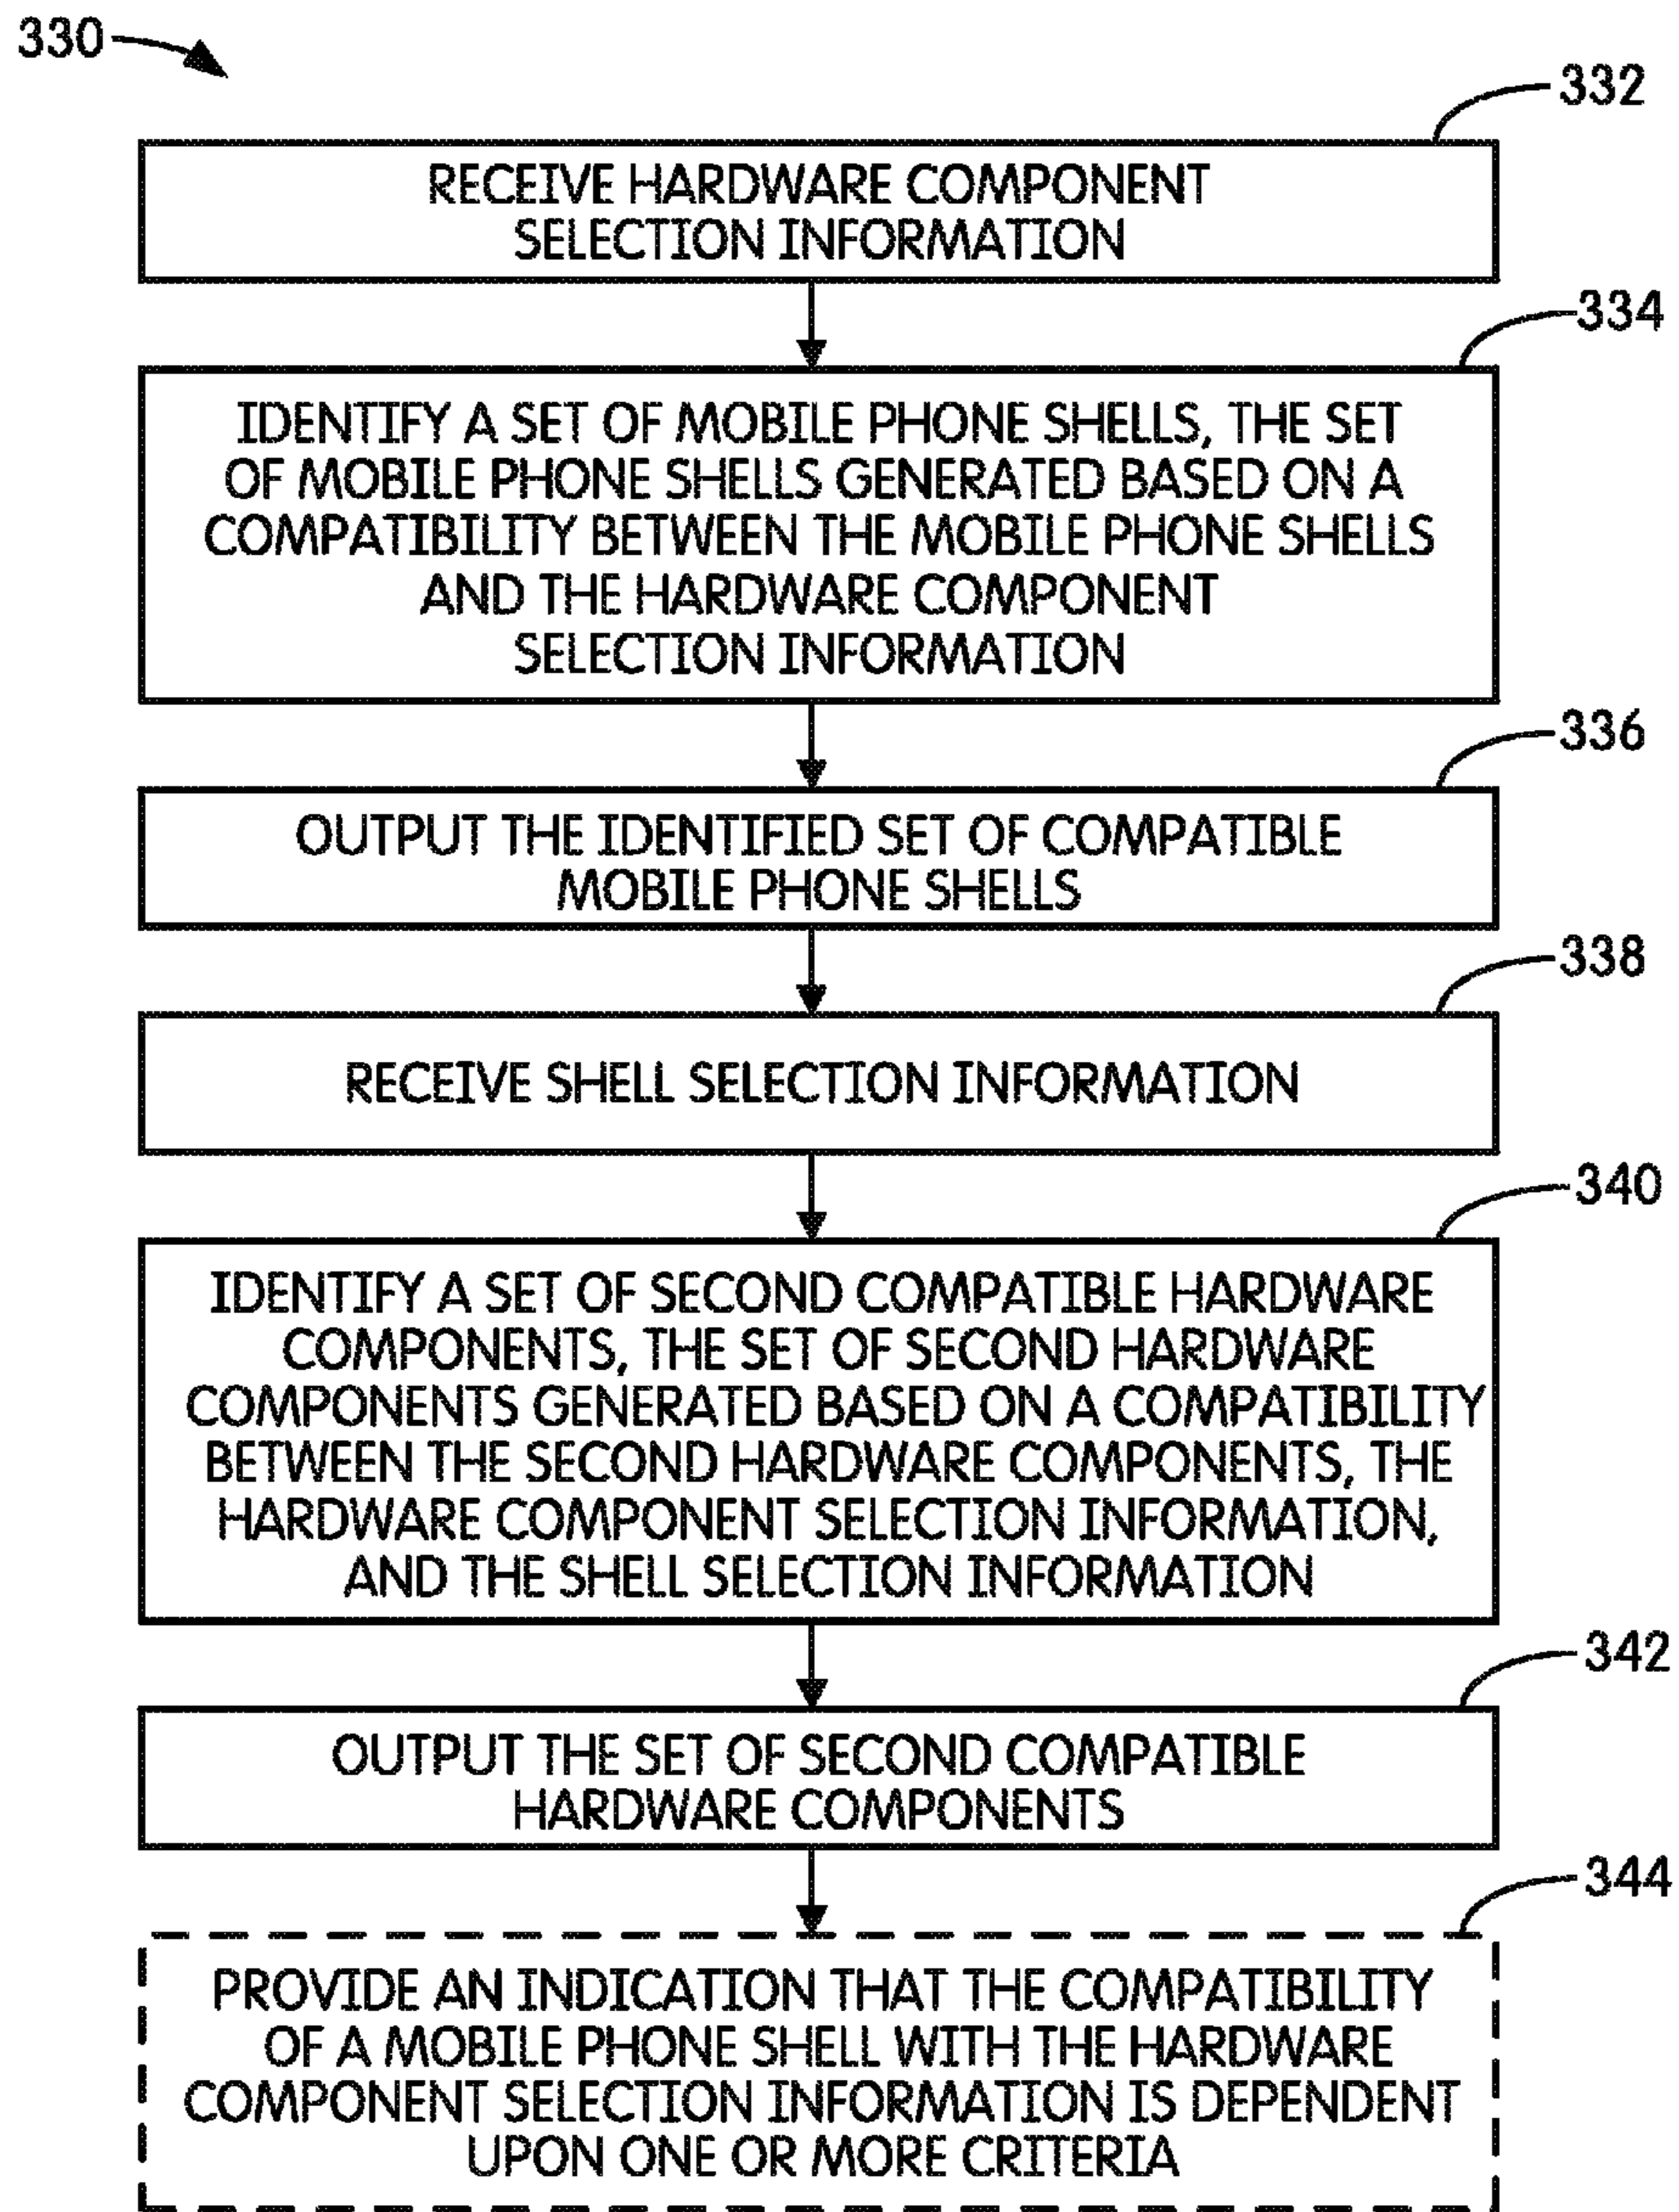 330
332
RECEIVE HARDWARE COMPONENT
SELECTION INFORMATION
334
IDENTIFY A SET OF MOBILE PHONE SHELLS, THE SET
OF MOBILE PHONE SHELLS GENERATED BASED ON A
COMPATIBILITY BETWEEN THE MOBILE PHONE SHELLS
AND THE HARDWARE COMPONENT
SELECTION INFORMATION
336
OUTPUT THE IDENTIFIED SET OF COMPATIBLE
MOBILE PHONE SHELLS
338
RECEIVE SHELL SELECTION INFORMATION
340
IDENTIFY A SET OF SECOND COMPATIBLE HARDWARE
COMPONENTS, THE SET OF SECOND HARDWARE
COMPONENTS GENERATED BASED ON A COMPATIBILITY
BETWEEN THE SECOND HARDWARE COMPONENTS, THE
HARDWARE COMPONENT SELECTION INFORMATION,
AND THE SHELL SELECTION INFORMATION
342
OUTPUT THE SET OF SECOND COMPATIBLE
HARDWARE COMPONENTS
344
PROVIDE AN INDICATION THAT THE COMPATIBILITY
OF A MOBILE PHONE SHELL WITH THE HARDWARE
COMPONENT SELECTION INFORMATION IS DEPENDENT
UPON ONE OR MORE CRITERIA